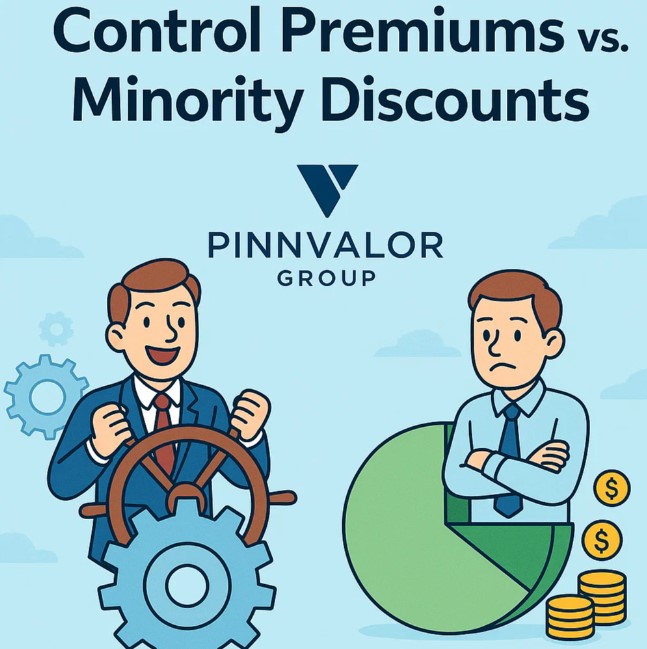 Control Premiums vs.
Minority Discounts
PINNVALOR
GROUP
$
$